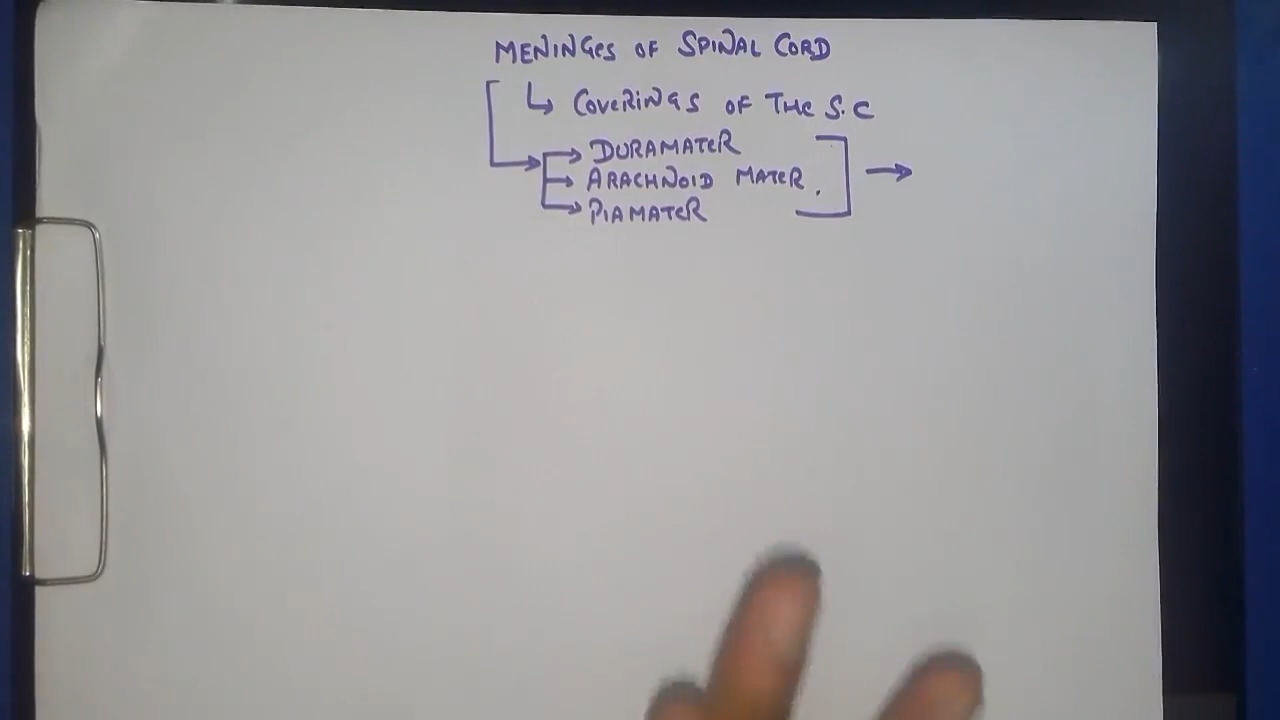 MENINGES OF SPINAL CORD
COVERINGS OF THE S.C
DURAMATER
ARACHNOID MATER.
PIAMATER